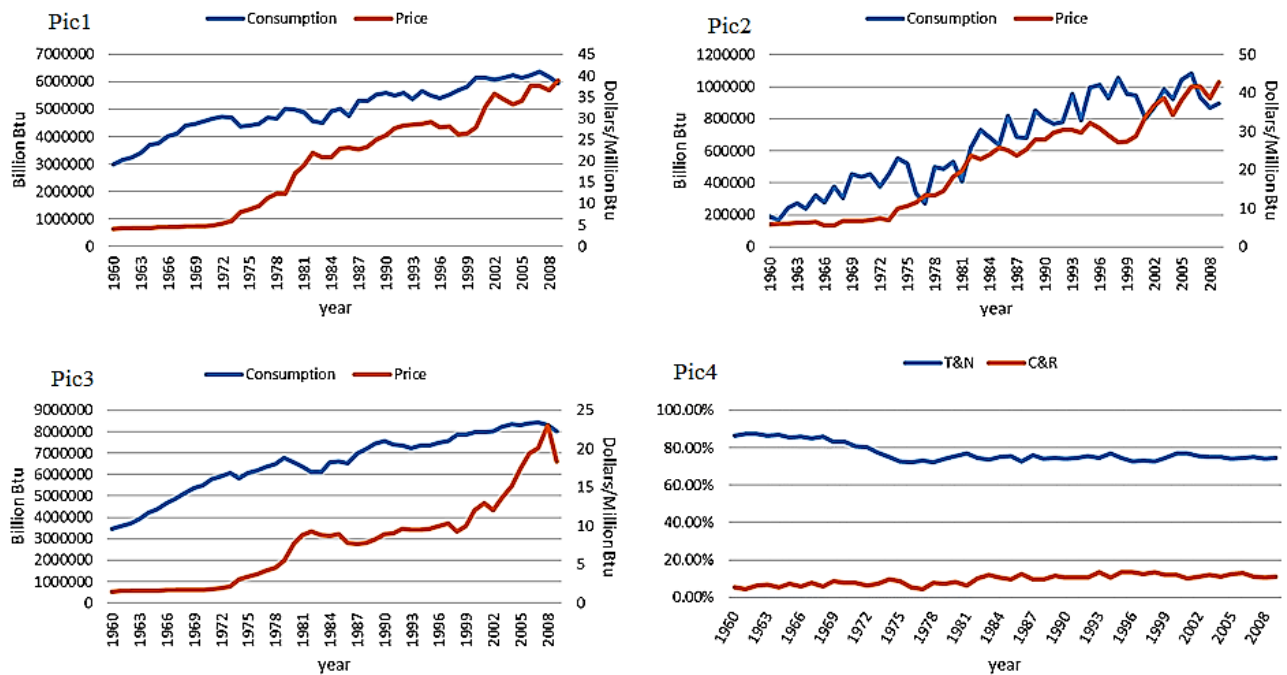 Pic1
Consumption Price
7000000
6000000
5000000
4000000
3000000
2000000
1000000
0
Billion Btu
45
40
35
30
25
20
15
10
5
0
Dollars/Million Btu
1960 1963 1966 1969 1972 1975 1978 1981 1984 1987 1990 1993 1996 1999 2002 2005 2008
year
Pic2
Consumption Price
1200000
1000000
800000
600000
400000
200000
0
Billion Btu
50
40
30
20
10
0
Dollars/Million Btu
1960 1963 1966 1969 1972 1975 1978 1981 1984 1987 1990 1993 1996 1999 2002 2005 2008
year
Pic3
Consumption Price
9000000
8000000
7000000
6000000
5000000
4000000
3000000
2000000
1000000
0
Billion Btu
25
20
15
10
5
0
Dollars/Million Btu
1960 1963 1966 1969 1972 1975 1978 1981 1984 1987 1990 1993 1996 1999 2002 2005 2008
year
Pic4
T&N C&R
100.00%
80.00%
60.00%
40.00%
20.00%
0.00%
1960 1963 1966 1969 1972 1975 1978 1981 1984 1987 1990 1993 1996 1999 2002 2005 2008
year